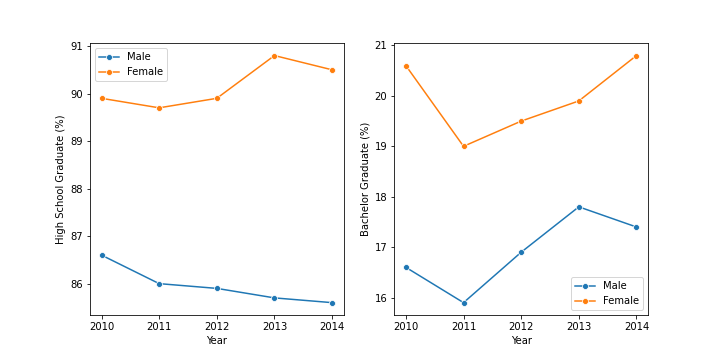 91
90
89
88
87
86
High School Graduate (%)
Male
Female
2010 2011 2012 2013 2014
Year
21
20
19
18
17
16
Bachelor Graduate (%)
Male
Female
2010 2011 2012 2013 2014
Year